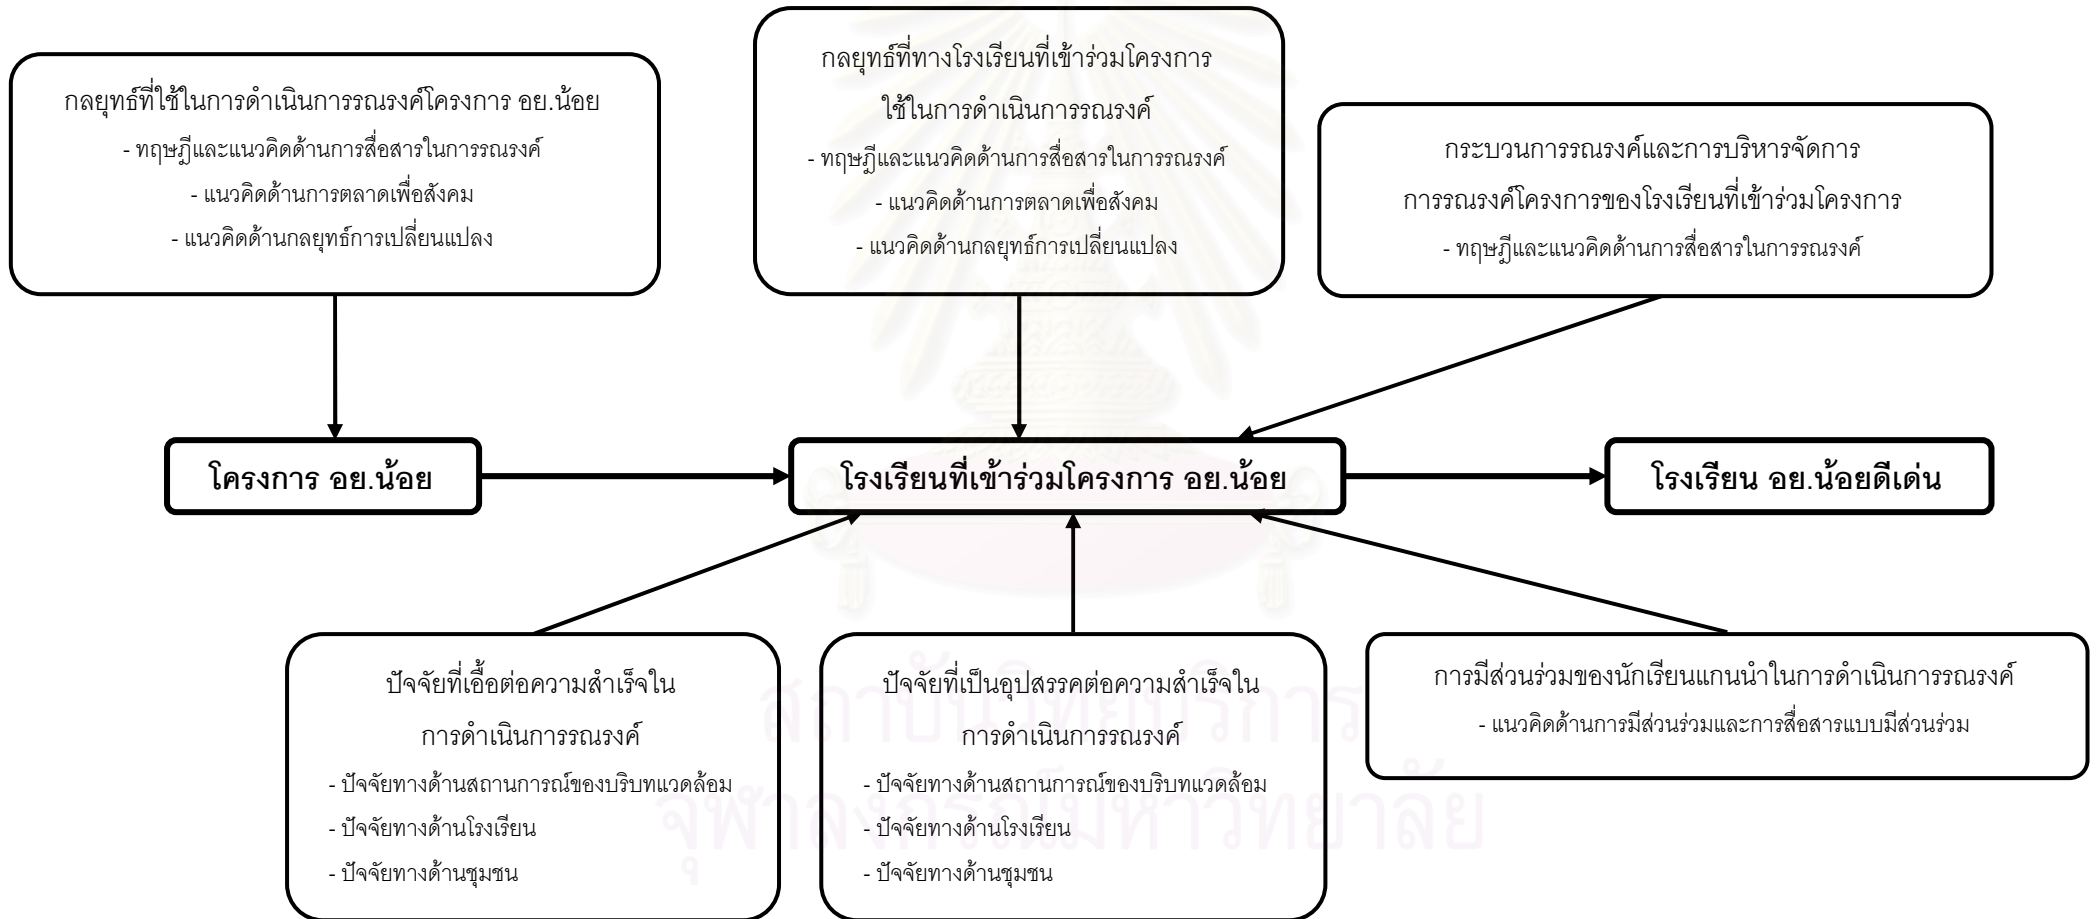 กลยุทธ์ที่ใช้ในการดำเนินการรณรงค์โครงการ อย.น้อย
- ทฤษฎีและแนวคิดด้านการสื่อสารในการรณรงค์
- แนวคิดด้านการตลาดเพื่อสังคม
- แนวคิดด้านกลยุทธ์การเปลี่ยนแปลง
กลยุทธ์ที่ทางโรงเรียนที่เข้าร่วมโครงการ
ใช้ในการดำเนินการรณรงค์
- ทฤษฎีและแนวคิดด้านการสื่อสารในการรณรงค์
- แนวคิดด้านการตลาดเพื่อสังคม
- แนวคิดด้านกลยุทธ์การเปลี่ยนแปลง
กระบวนการรณรงค์และการบริหารจัดการ
การรณรงค์โครงการของโรงเรียนที่เข้าร่วมโครงการ
- ทฤษฎีและแนวคิดด้านการสื่อสารในการรณรงค์
โครงการ อย.น้อย
โรงเรียนที่เข้าร่วมโครงการ อย.น้อย
โรงเรียน อย.น้อยดีเด่น
ปัจจัยที่เอื้อต่อความสำเร็จใน
การดำเนินการรณรงค์
- ปัจจัยทางด้านสถานการณ์ของบริบทแวดล้อม
- ปัจจัยทางด้านโรงเรียน
- ปัจจัยทางด้านชุมชน
ปัจจัยที่เป็นอุปสรรคต่อความสำเร็จใน
การดำเนินการรณรงค์
- ปัจจัยทางด้านสถานการณ์ของบริบทแวดล้อม
- ปัจจัยทางด้านโรงเรียน
- ปัจจัยทางด้านชุมชน
การมีส่วนร่วมของนักเรียนแกนนำในการดำเนินการรณรงค์
- แนวคิดด้านการมีส่วนร่วมและการสื่อสารแบบมีส่วนร่วม
สถาบันวิทยบริการ
จุฬาลงกรณ์มหาวิทยาลัย